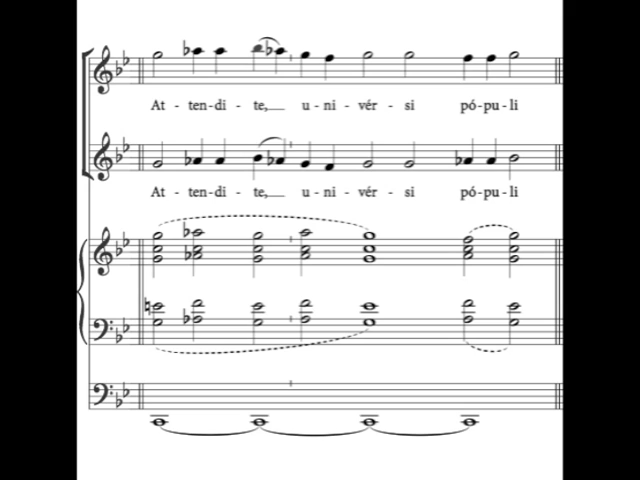 At - ten - di - te, u - ni - vér - si pó - pu - li
At - ten - di - te, u - ni - vér - si pó - pu - li